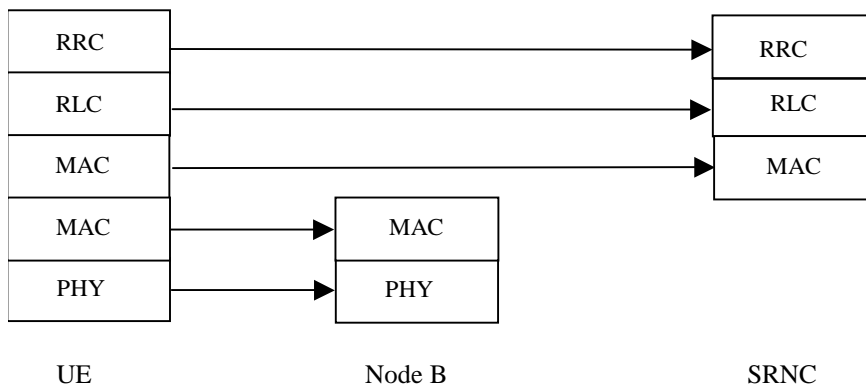 RRC RRC
RLC RLC
MAC MAC
MAC MAC
PHY PHY
UE Node B SRNC